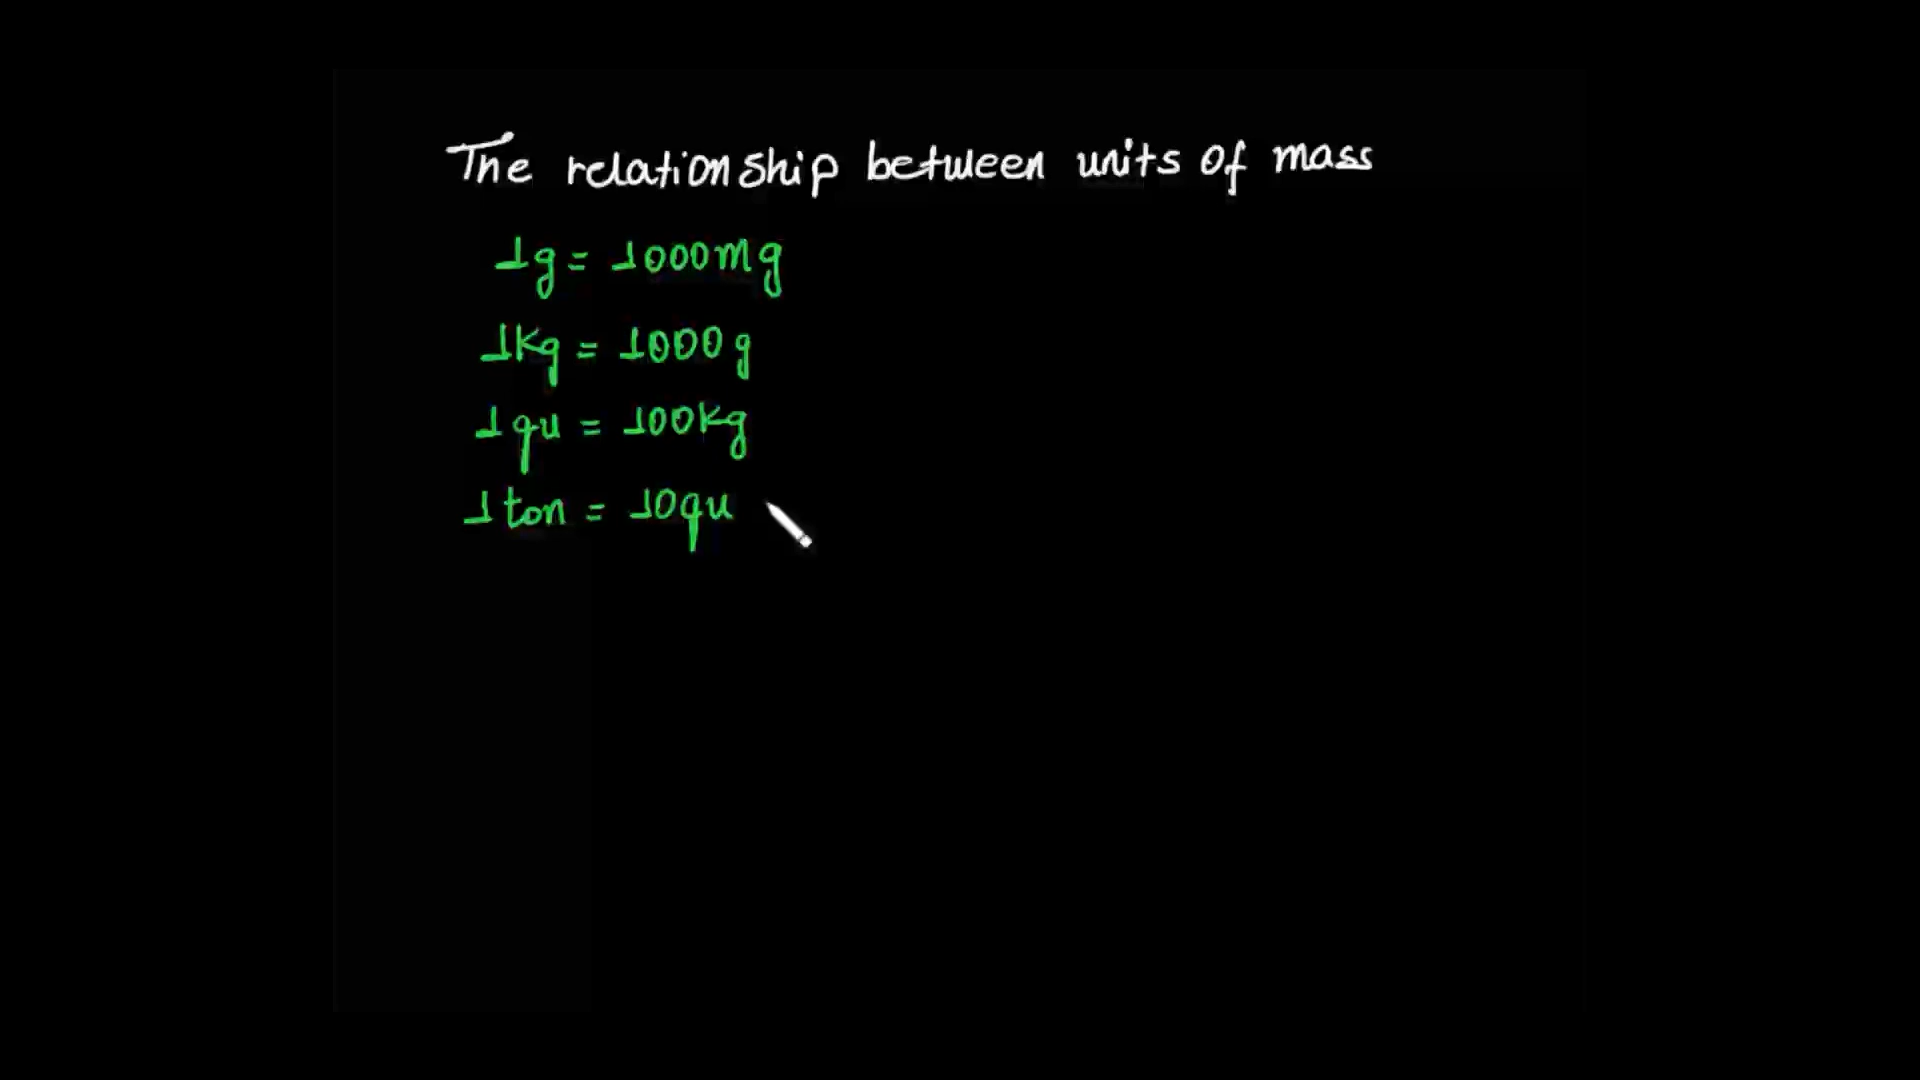 The relationship between units of mass
1g = 1000mg
1kg = 1000g
1qu = 100kg
1ton = 10qu